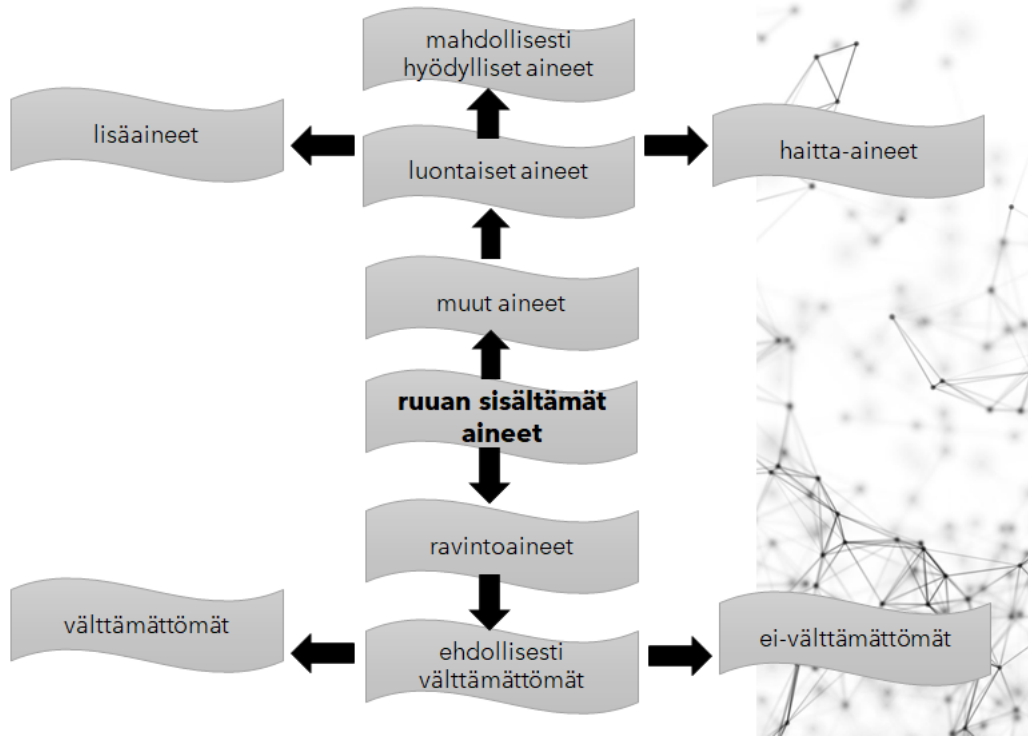 mahdollisesti
hyödylliset aineet
lisäaineet
luontaiset aineet
haitta-aineet
muut aineet
ruuan sisältämät
aineet
ravintoaineet
välttämättömät
ehdollisesti
välttämättömät
ei-välttämättömät